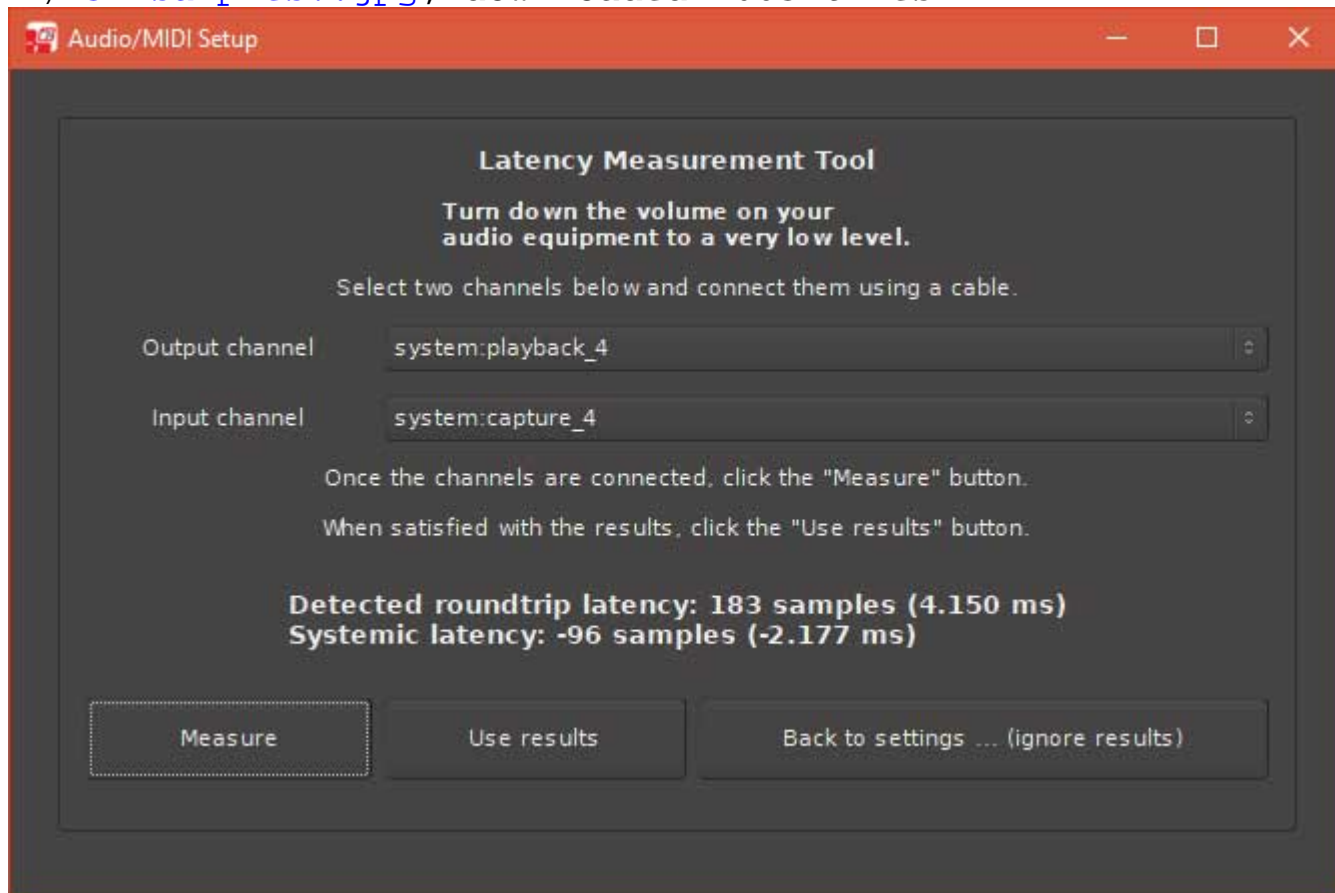 Audio/MIDI Setup
Latency Measurement Tool
Turn down the volume on your
audio equipment to a very low level.
Select two channels below and connect them using a cable.
Output channel system:playback_4
Input channel system:capture_4
Once the channels are connected, click the "Measure" button.
When satisfied with the results, click the "Use results" button.
Detected roundtrip latency: 183 samples (4.150 ms)
Systemic latency: -96 samples (-2.177 ms)
Measure Use results Back to settings ... (ignore results)